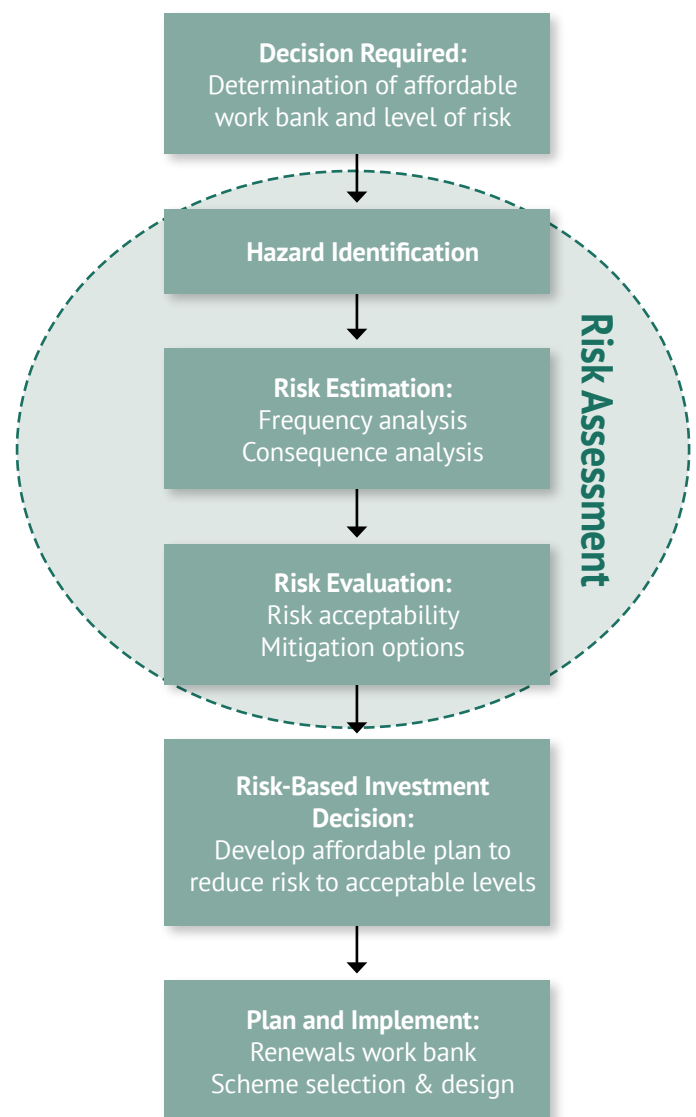 Decision Required:
Determination of affordable
work bank and level of risk
Hazard Identification
Risk Estimation:
Frequency analysis
Consequence analysis
Risk Assessment
Risk Evaluation:
Risk acceptability
Mitigation options
Risk-Based Investment
Decision:
Develop affordable plan to
reduce risk to acceptable levels
Plan and Implement:
Renewals work bank
Scheme selection & design